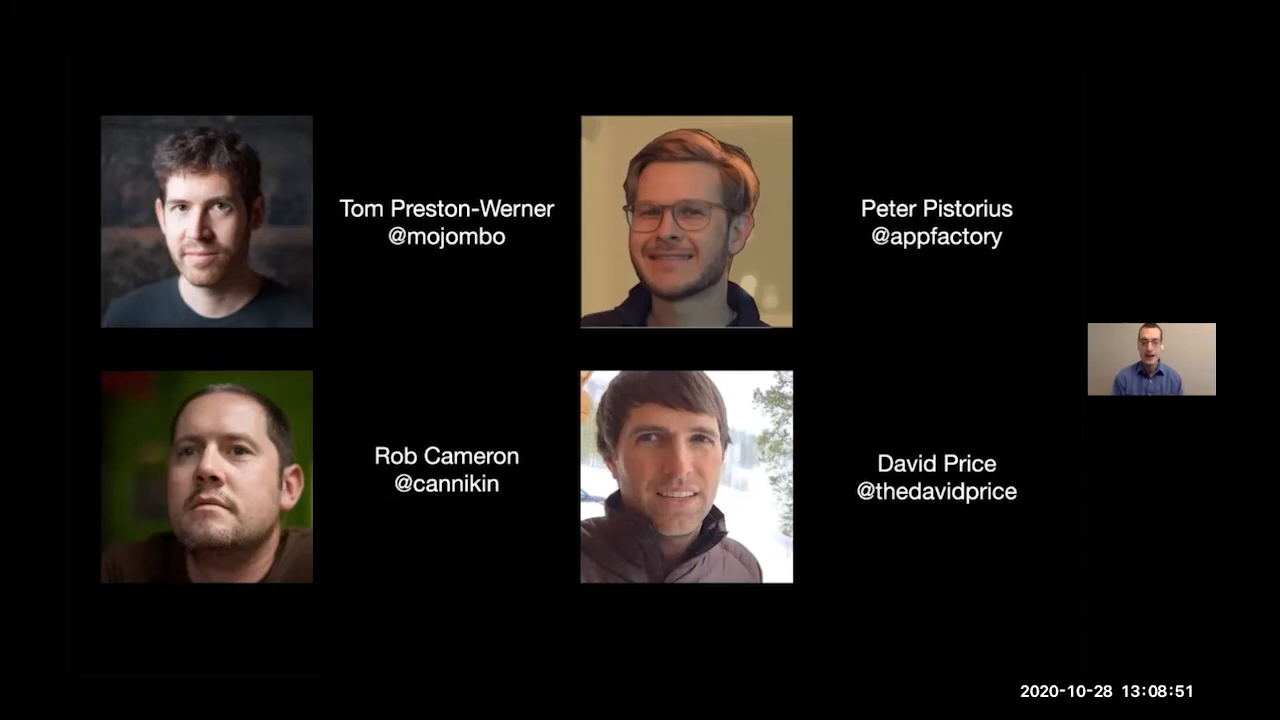 Tom Preston-Werner
@mojombo
Peter Pistorius
@appfactory
Rob Cameron
@cannikin
David Price
@thedavidprice
2020-10-28 13:08:51